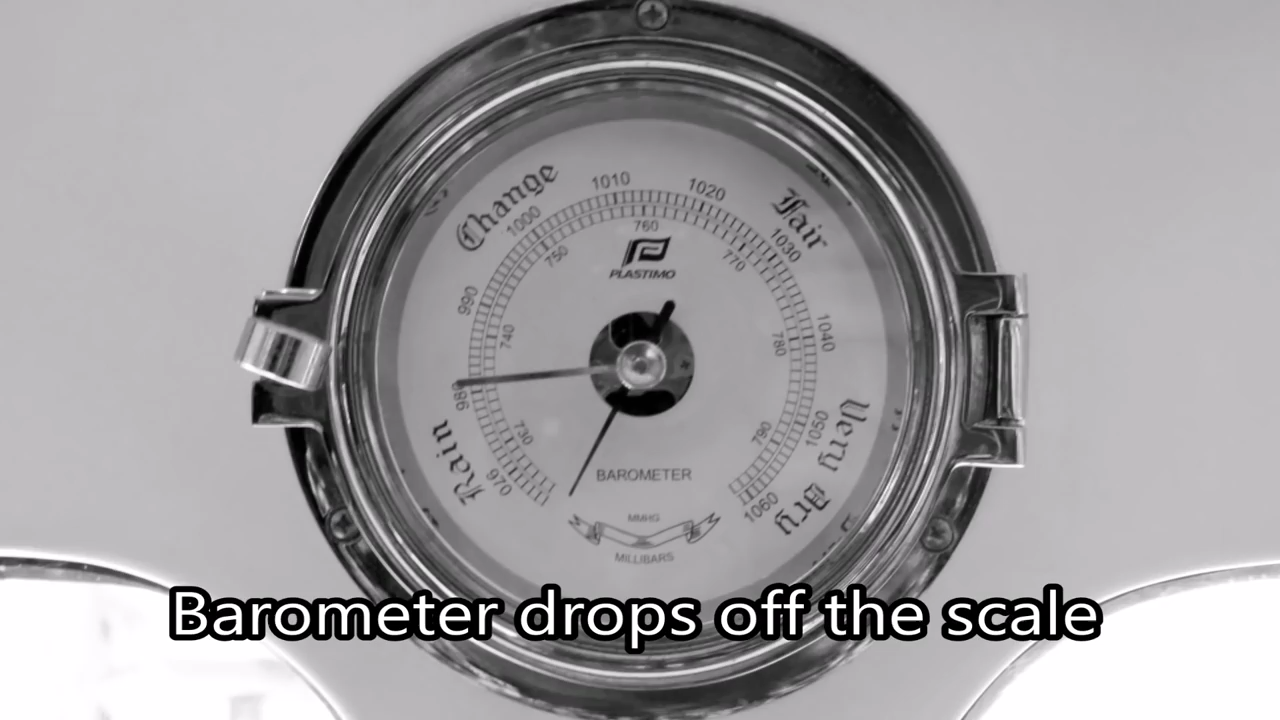 Change
Fair
Very Dry
Rain
970
980
990
1000
1010
1020
1030
1040
1050
1060
730
740
750
760
770
780
790
PLASTIMO
BAROMETER
MMHG
MILLIBARS
Barometer drops off the scale